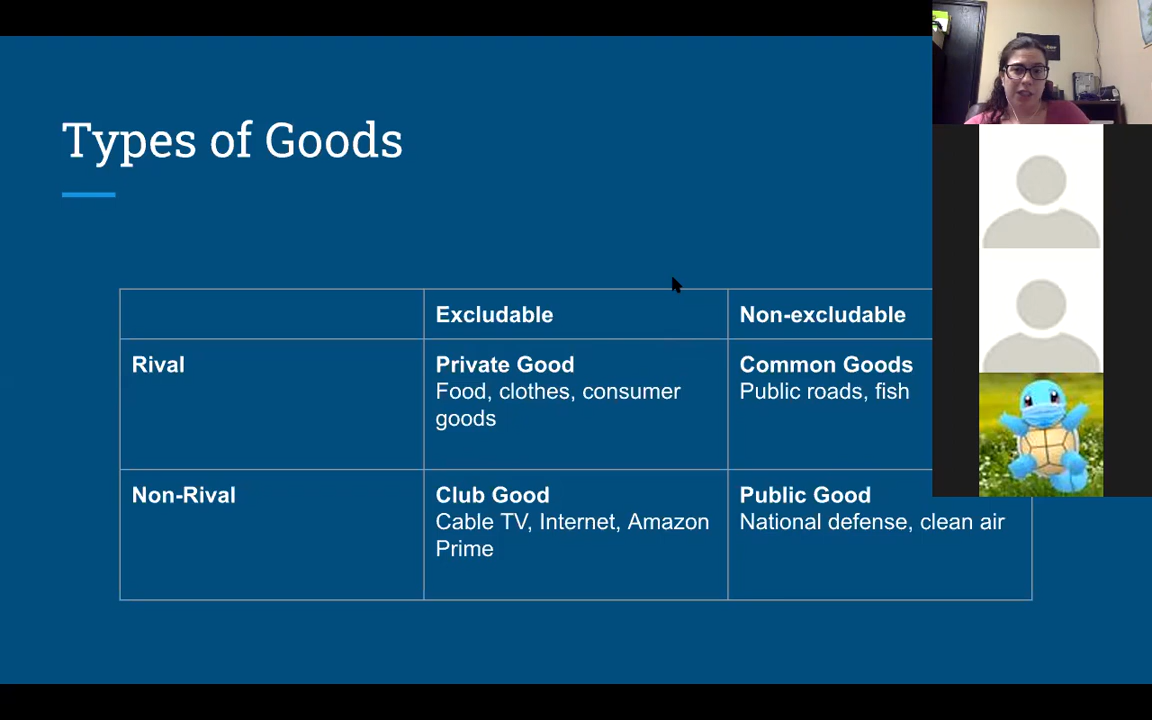 Types of Goods
Excludable
Non-excludable
Rival
Private Good
Food, clothes, consumer
goods
Common Goods
Public roads, fish
Non-Rival
Club Good
Cable TV, Internet, Amazon
Prime
Public Good
National defense, clean air